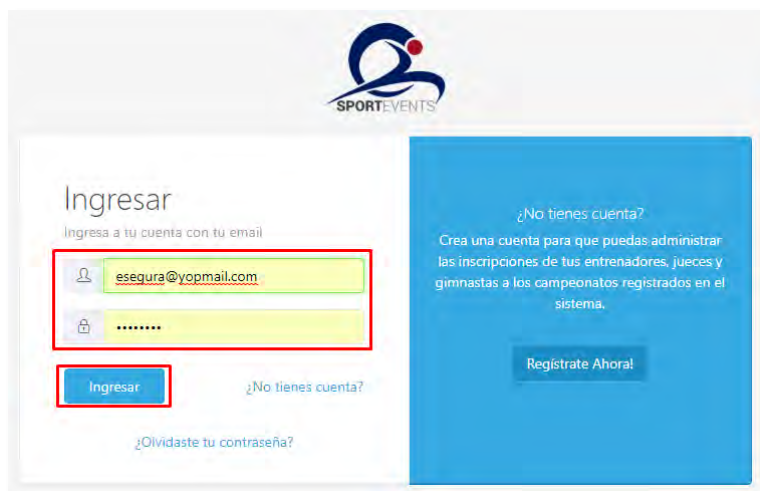 SPORTEVENTS
Ingresar
Ingresa a tu cuenta con tu email
esegura@yopmail.com
••••••••
Ingresar
¿No tienes cuenta?
¿Olvidaste tu contraseña?
¿No tienes cuenta?
Crea una cuenta para que puedas administrar
las inscripciones de tus entrenadores, jueces y
gimnastas a los campeonatos registrados en el
sistema.
Regístrate Ahora!